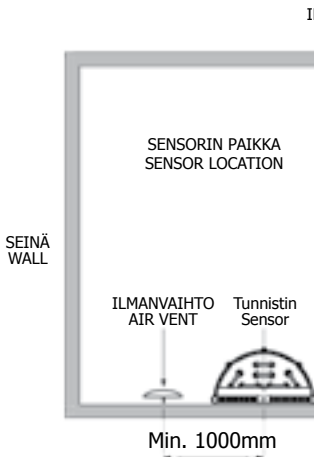 SENSORIN PAIKKA
SENSOR LOCATION
SEINÄ
WALL
ILMANVAIHTO
AIR VENT
Tunnistin
Sensor
Min. 1000mm